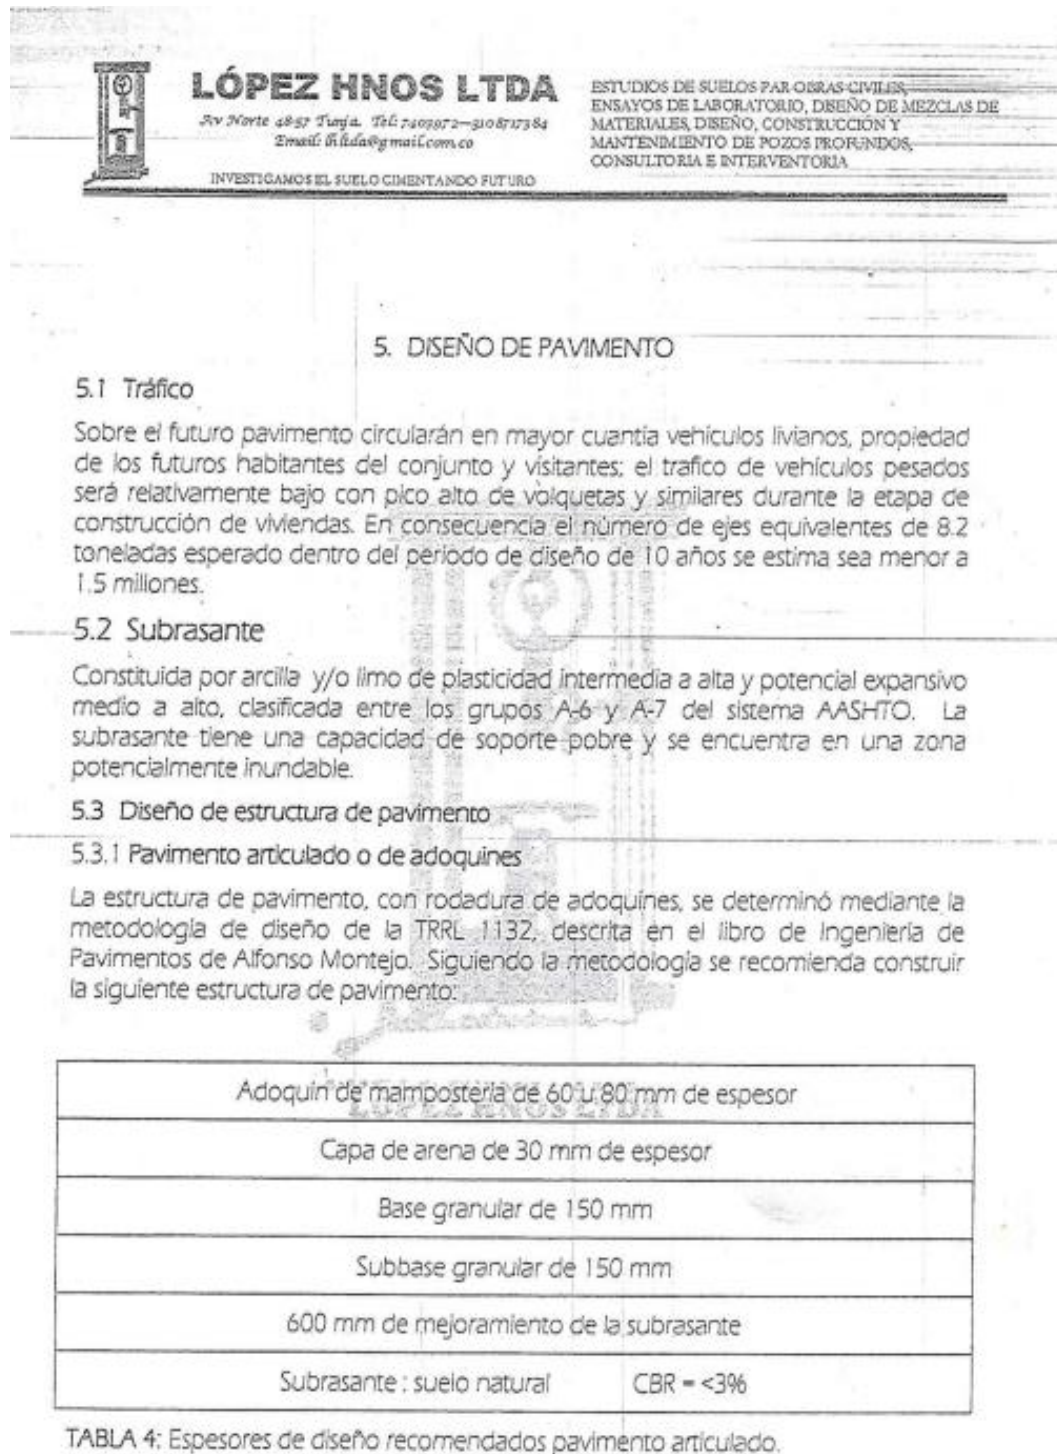 LÓPEZ HNOS LTDA
Av Norte 48-57 Tunja. Tel: 7409972—3108717384
Email: lhltda@gmail.com.co
INVESTIGAMOS EL SUELO CIMENTANDO FUTURO
ESTUDIOS DE SUELOS PAR OBRAS CIVILES,
ENSAYOS DE LABORATORIO, DISEÑO DE MEZCLAS DE
MATERIALES, DISEÑO, CONSTRUCCIÓN Y
MANTENIMIENTO DE POZOS PROFUNDOS,
CONSULTORIA E INTERVENTORIA
5. DISEÑO DE PAVIMENTO
5.1 Tráfico
Sobre el futuro pavimento circularán en mayor cuantía vehículos livianos, propiedad
de los futuros habitantes del conjunto y visitantes; el trafico de vehículos pesados
será relativamente bajo con pico alto de volquetas y similares durante la etapa de
construcción de viviendas. En consecuencia el número de ejes equivalentes de 8.2
toneladas esperado dentro del período de diseño de 10 años se estima sea menor a
1.5 millones.
5.2 Subrasante
Constituida por arcilla y/o limo de plasticidad intermedia a alta y potencial expansivo
medio a alto, clasificada entre los grupos A-6 y A-7 del sistema AASHTO. La
subrasante tiene una capacidad de soporte pobre y se encuentra en una zona
potencialmente inundable.
5.3 Diseño de estructura de pavimento
5.3.1 Pavimento articulado o de adoquines
La estructura de pavimento, con rodadura de adoquines, se determinó mediante la
metodología de diseño de la TRRL 1132, descrita en el libro de Ingeniería de
Pavimentos de Alfonso Montejo. Siguiendo la metodología se recomienda construir
la siguiente estructura de pavimento:
LOPEZ HNOS LTDA
Adoquín de mampostería de 60 u 80 mm de espesor
Capa de arena de 30 mm de espesor
Base granular de 150 mm
Subbase granular de 150 mm
600 mm de mejoramiento de la subrasante
Subrasante : suelo natural CBR = <3%
TABLA 4: Espesores de diseño recomendados pavimento articulado.